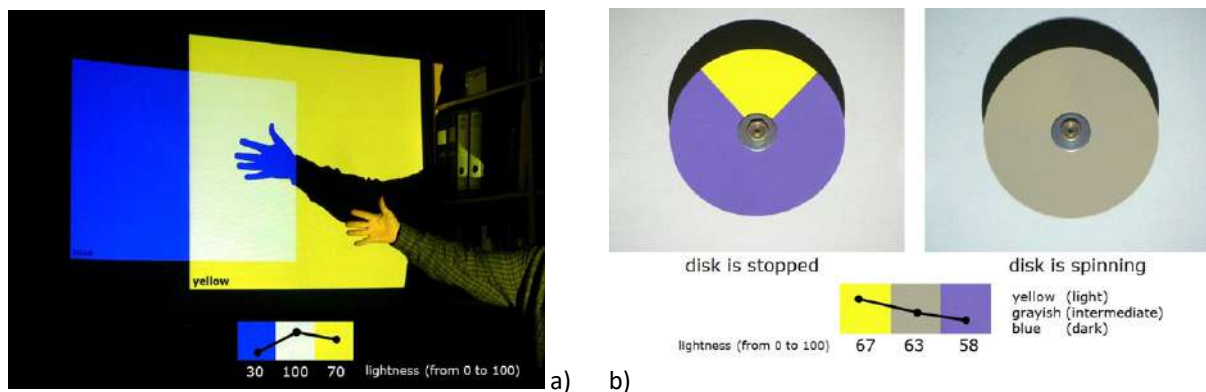 blue
yellow
30 100 70 lightness (from 0 to 100)
a)
b)
disk is stopped
disk is spinning
yellow (light)
grayish (intermediate)
blue (dark)
lightness (from 0 to 100) 67 63 58